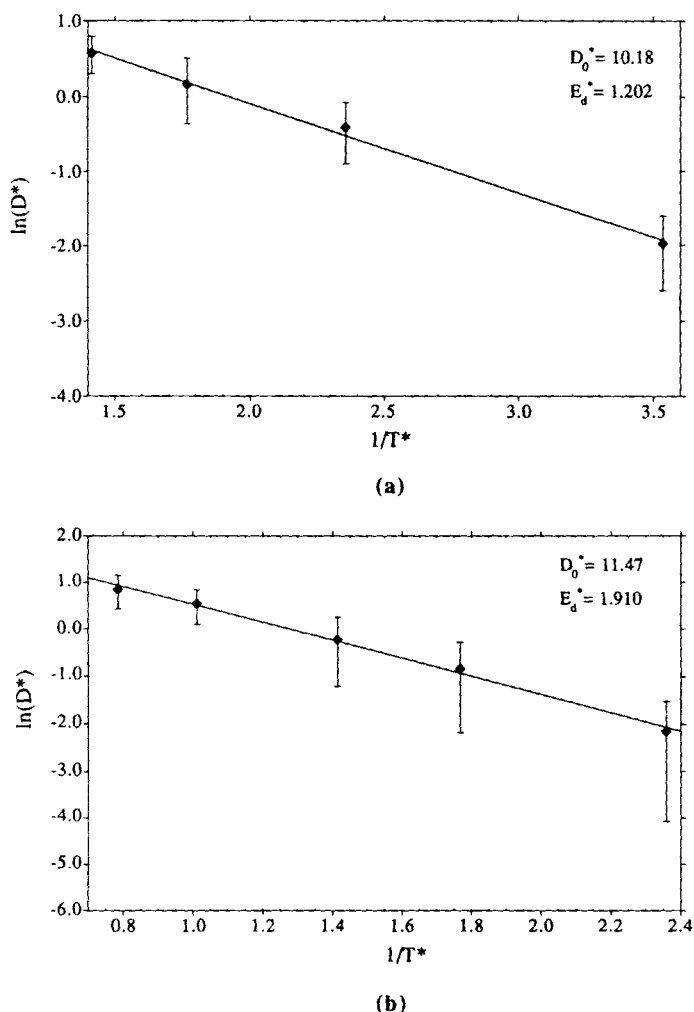 1.0
D₀* = 10.18
E_d* = 1.202
0.0
-1.0
ln(D*)
-2.0
-3.0
-4.0
1.5 2.0 2.5 3.0 3.5
1/T*
(a)
2.0
D₀* = 11.47
E_d* = 1.910
1.0
0.0
-1.0
ln(D*)
-2.0
-3.0
-4.0
-5.0
-6.0
0.8 1.0 1.2 1.4 1.6 1.8 2.0 2.2 2.4
1/T*
(b)